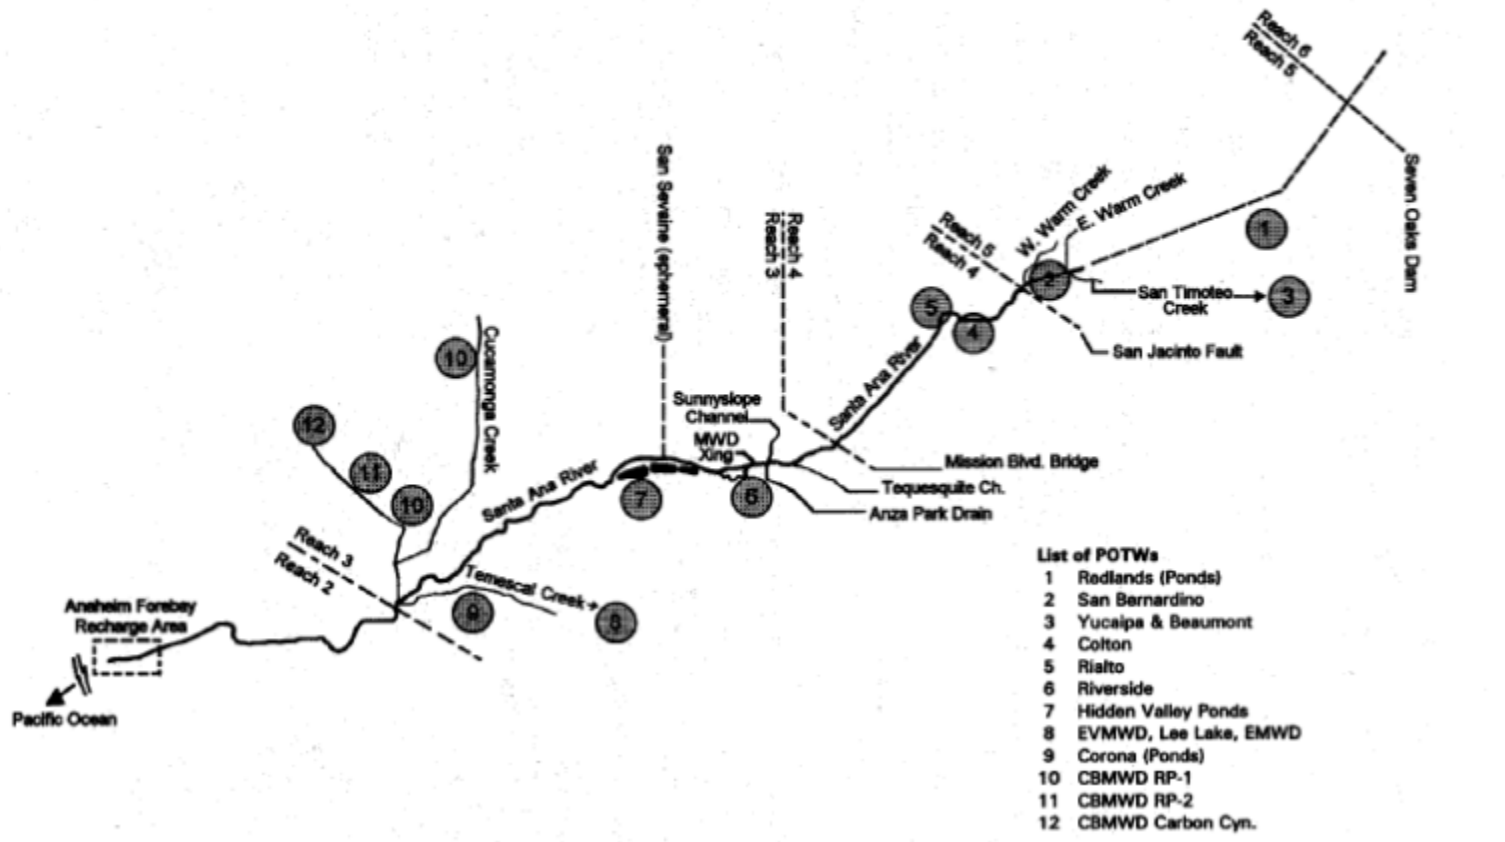 Reach 6
Reach 5
Seven Oaks Dam
1
W. Warm Creek
E. Warm Creek
Reach 5
Reach 4
2
San Timoteo
Creek
3
San Jacinto Fault
5
4
Santa Ana River
San Sevaine (ephemeral)
Reach 4
Reach 3
Sunnyslope
Channel
MWD
Xing
Mission Blvd. Bridge
Tequesquite Ch.
Anza Park Drain
6
7
Santa Ana River
10
Cucamonga Creek
12
11
10
Reach 3
Reach 2
Temescal Creek
9
8
Anaheim Forebay
Recharge Area
Pacific Ocean
List of POTWs
1 Redlands (Ponds)
2 San Bernardino
3 Yucaipa & Beaumont
4 Colton
5 Rialto
6 Riverside
7 Hidden Valley Ponds
8 EVMWD, Lee Lake, EMWD
9 Corona (Ponds)
10 CBMWD RP-1
11 CBMWD RP-2
12 CBMWD Carbon Cyn.